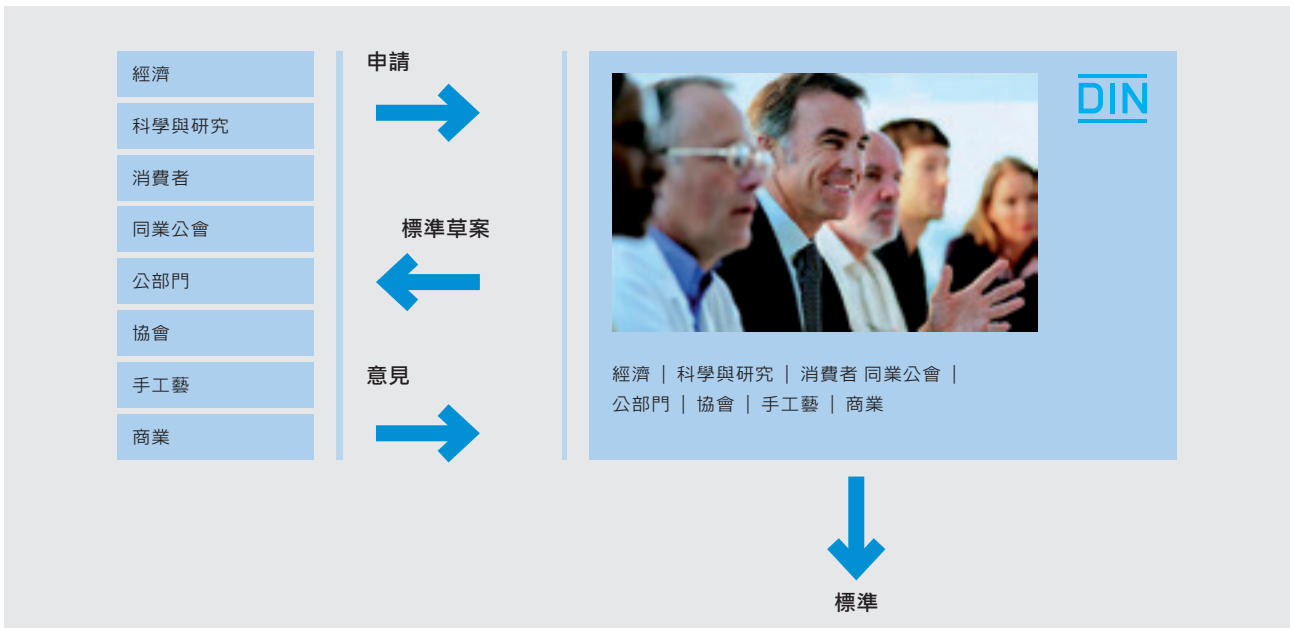 經濟
科學與研究
消費者
同業公會
公部門
協會
手工藝
商業
申請
標準草案
意見
DIN
經濟 | 科學與研究 | 消費者 同業公會 |
公部門 | 協會 | 手工藝 | 商業
標準